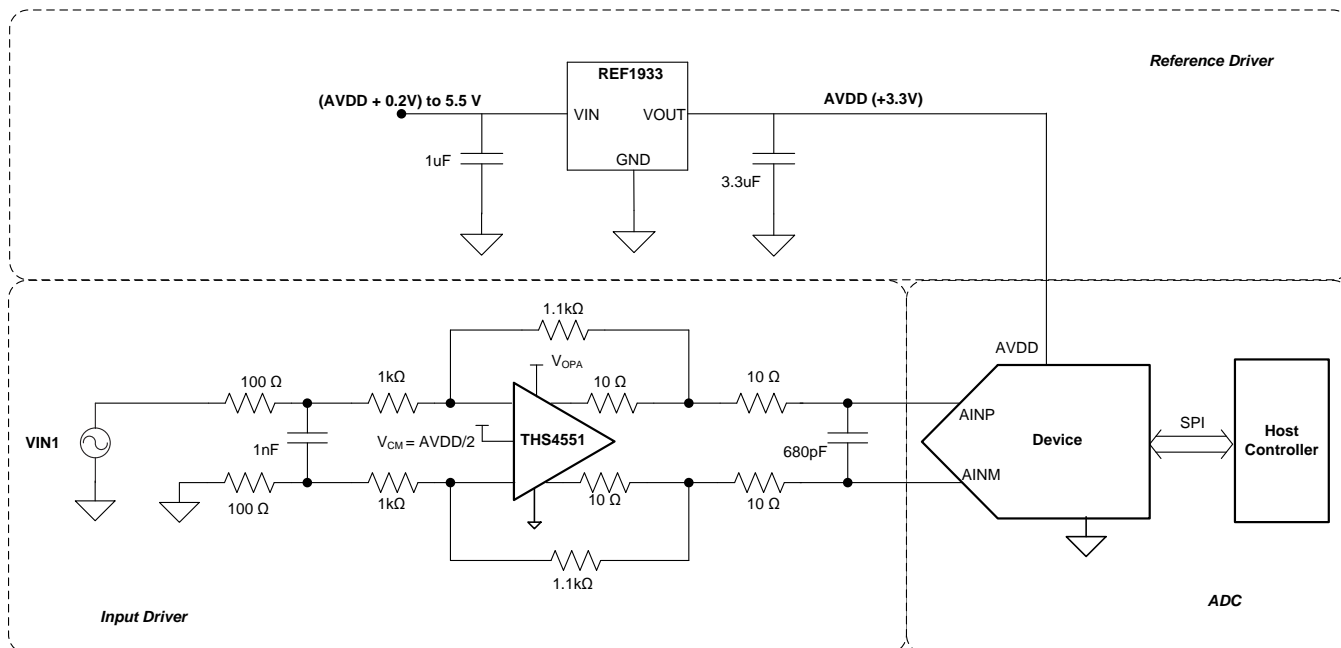 Reference Driver
REF1933
(AVDD + 0.2V) to 5.5 V
AVDD (+3.3V)
VIN
VOUT
GND
1uF
3.3uF
1.1kΩ
VOPA
AVDD
100 Ω
1kΩ
10 Ω
10 Ω
AINP
VIN1
1nF
VCM = AVDD/2
THS4551
680pF
Device
SPI
Host
Controller
AINM
100 Ω
1kΩ
10 Ω
10 Ω
1.1kΩ
Input Driver
ADC